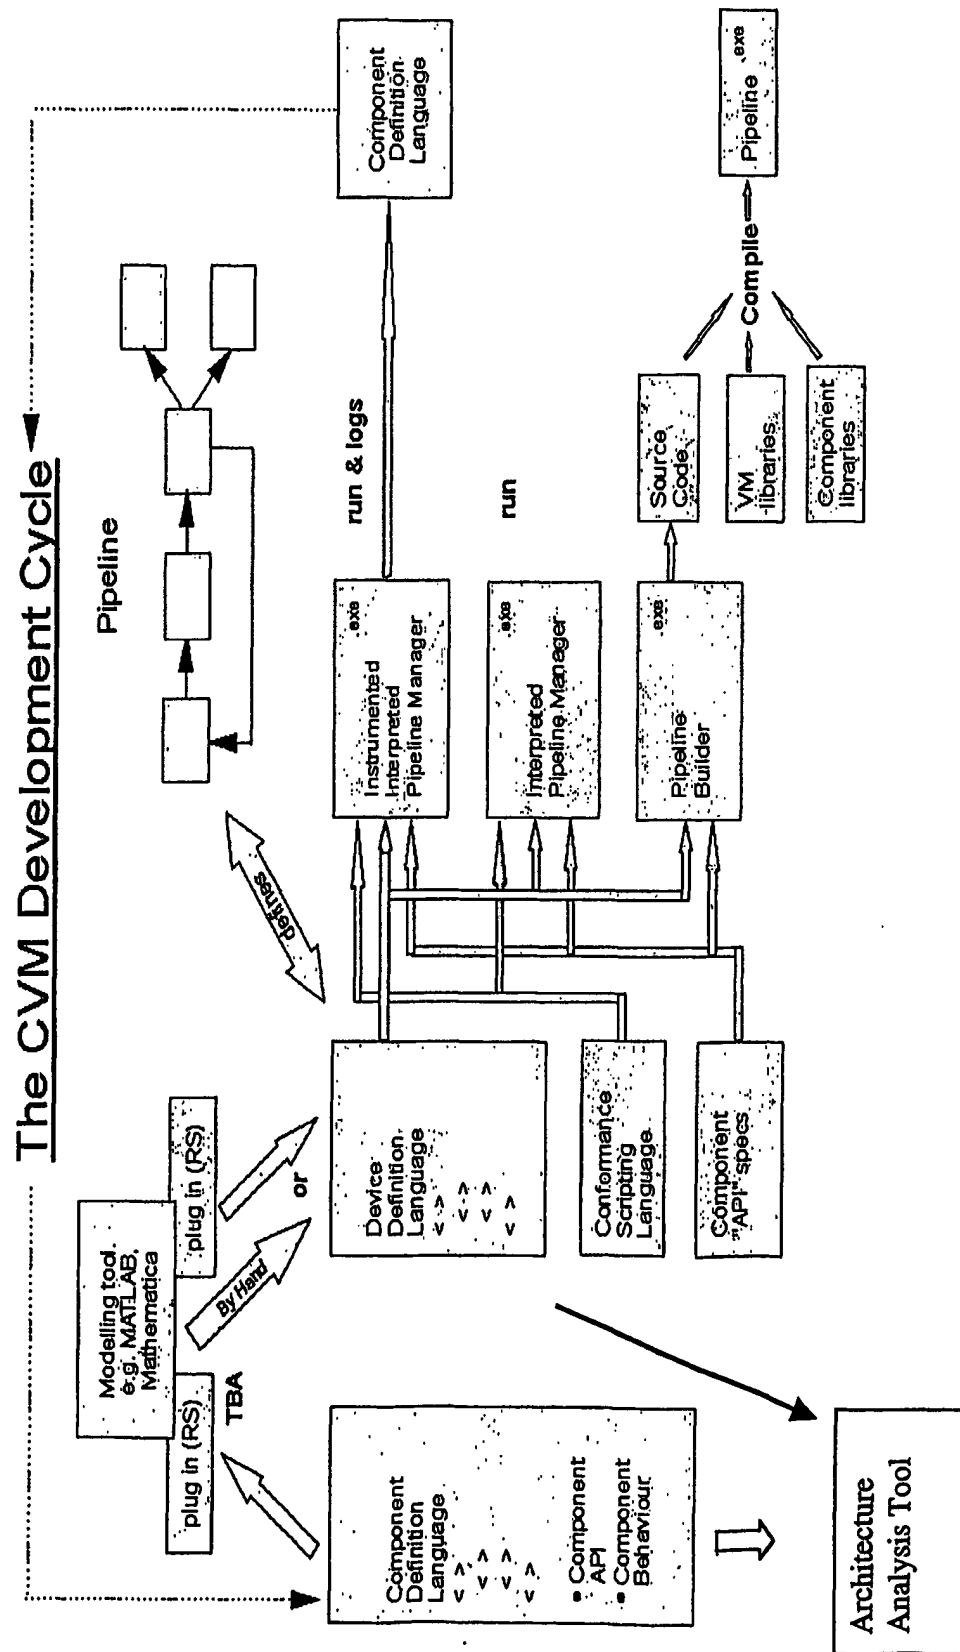 The CVM Development Cycle
Modelling tool.
e.g. MATLAB,
Mathematica
plug in (RS)
plug in (RS)
TBA
By Hand
or
"defines"
Pipeline
Component
Definition
Language
< >
< >
< >
< >
• Component
API
• Component
Behaviour
Device
Definition
Language
< >
< >
< >
< >
Conformance
Scripting
Language
Component
"API" specs
Instrumented
Interpreted
Pipeline Manager
exe
run & logs
Component
Definition
Language
Interpreted
Pipeline Manager
exe
run
Pipeline
Builder
exe
Source
Code
VM
libraries
Component
libraries
Compile
Pipeline
exe
Architecture
Analysis Tool